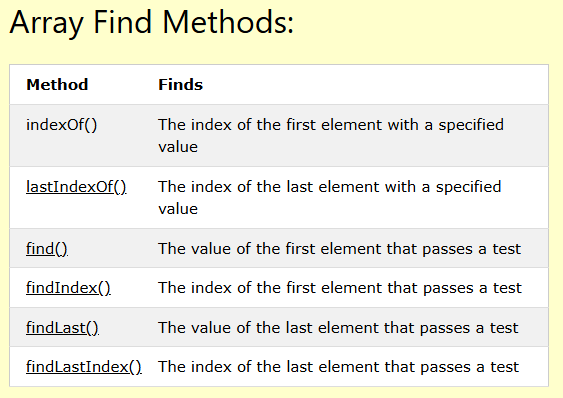 Array Find Methods:
Method Finds
indexOf() The index of the first element with a specified
value
lastIndexOf() The index of the last element with a specified
value
find() The value of the first element that passes a test
findIndex() The index of the first element that passes a test
findLast() The value of the last element that passes a test
findLastIndex() The index of the last element that passes a test